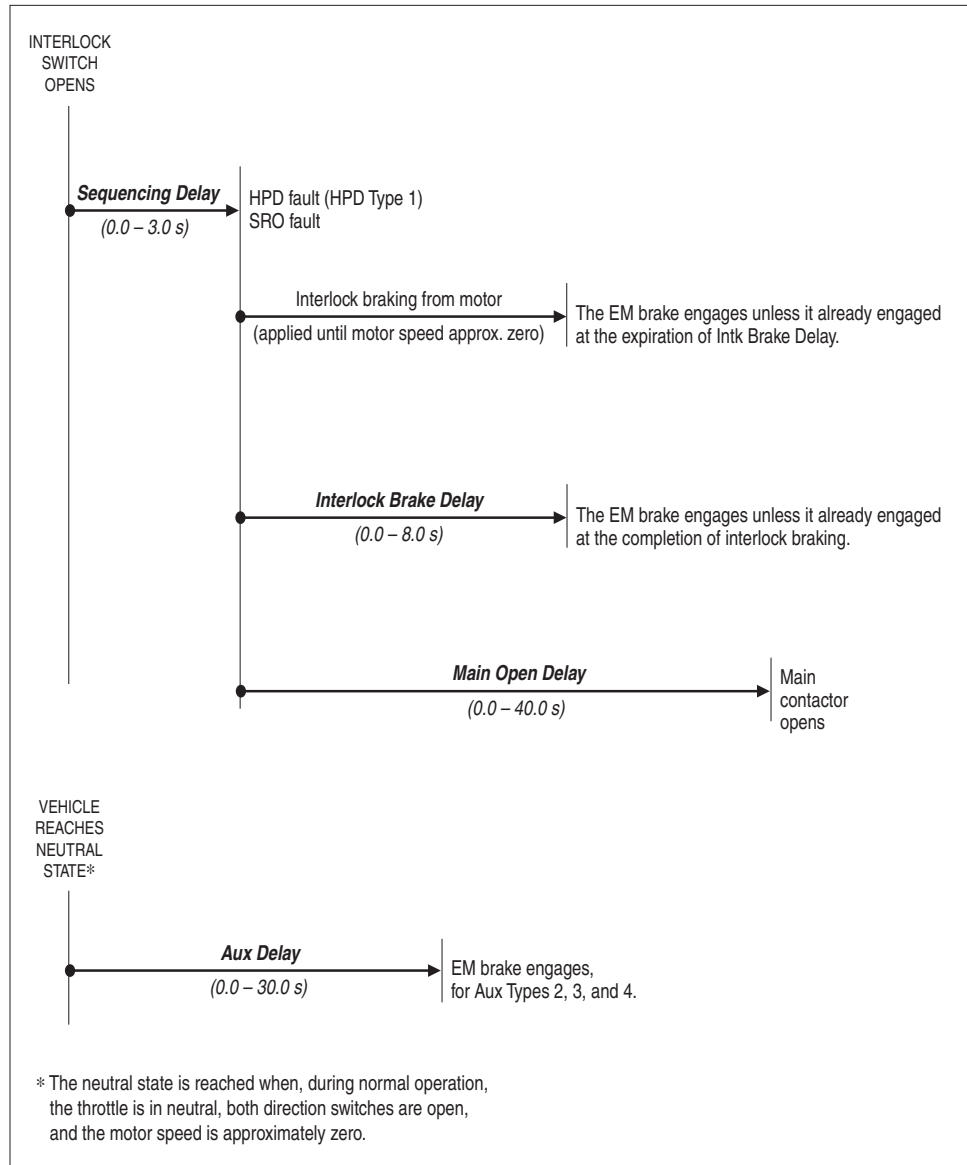 INTERLOCK
SWITCH
OPENS
Sequencing Delay
(0.0 – 3.0 s)
HPD fault (HPD Type 1)
SRO fault
Interlock braking from motor
(applied until motor speed approx. zero)
The EM brake engages unless it already engaged
at the expiration of Intk Brake Delay.
Interlock Brake Delay
(0.0 – 8.0 s)
The EM brake engages unless it already engaged
at the completion of interlock braking.
Main Open Delay
(0.0 – 40.0 s)
Main
contactor
opens
VEHICLE
REACHES
NEUTRAL
STATE*
Aux Delay
(0.0 – 30.0 s)
EM brake engages,
for Aux Types 2, 3, and 4.
* The neutral state is reached when, during normal operation,
the throttle is in neutral, both direction switches are open,
and the motor speed is approximately zero.